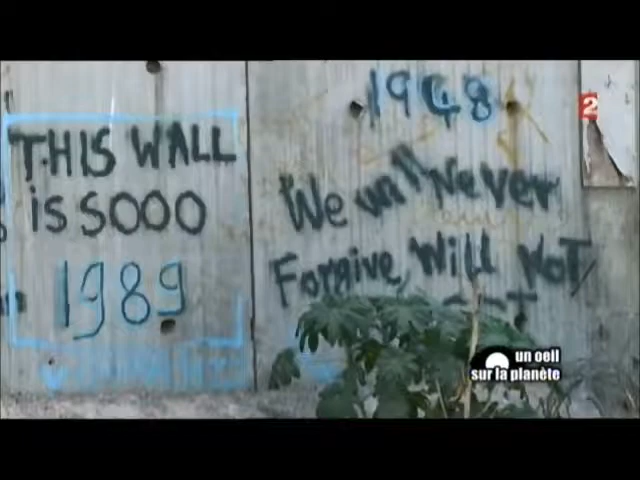 THIS WALL
is SOOO
1989
1948
We will Never
Forgive, Will Not
2
un oeil
sur la planète